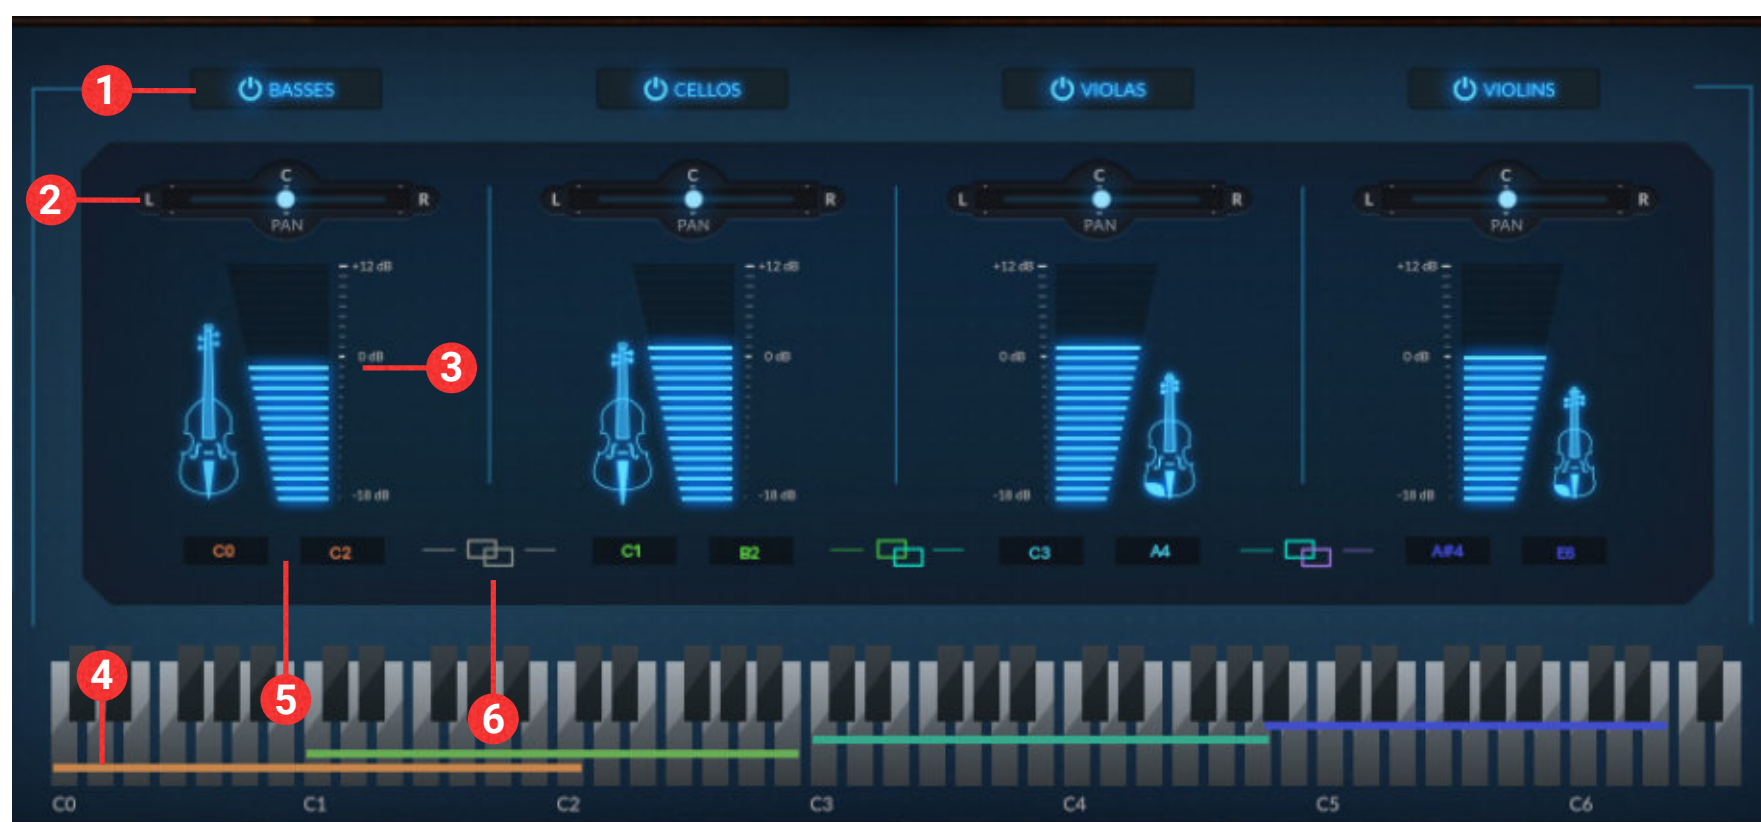 1 BASSES CELLOS VIOLAS VIOLINS
C C C C
2 L R L R L R L R
PAN PAN PAN PAN
+12 dB +12 dB +12 dB +12 dB
0 dB 0 dB 0 dB 0 dB
3
-18 dB -18 dB -18 dB -18 dB
C0 C2 C1 B2 C3 A4 A#4 E6
4 5 6
C0 C1 C2 C3 C4 C5 C6